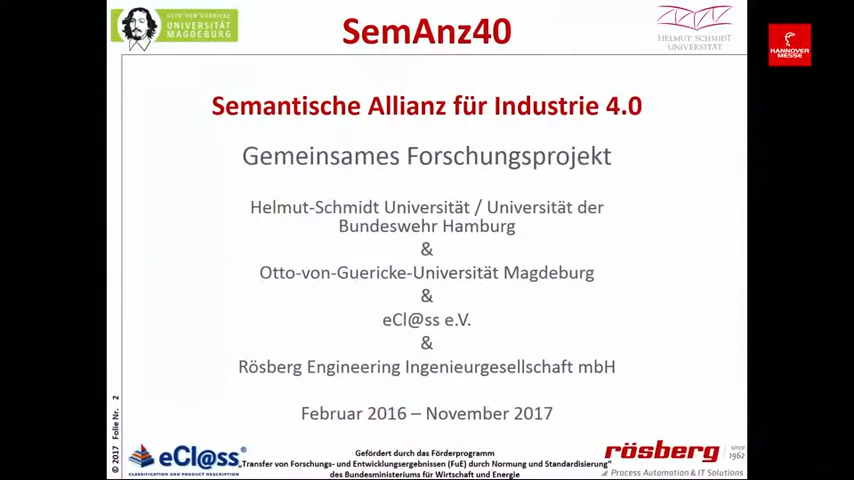 OTTO VON GUERICKE
UNIVERSITÄT
MAGDEBURG
SemAnz40
HELMUT SCHMIDT
UNIVERSITÄT
HANNOVER
MESSE
Semantische Allianz für Industrie 4.0
Gemeinsames Forschungsprojekt
Helmut-Schmidt Universität / Universität der
Bundeswehr Hamburg
&
Otto-von-Guericke-Universität Magdeburg
&
eCl@ss e.V.
&
Rösberg Engineering Ingenieurgesellschaft mbH
Februar 2016 – November 2017
© 2017 Folie Nr. 2
eCl@ss®
CLASSIFICATION AND PRODUCT DESCRIPTION
Gefördert durch das Förderprogramm
„Transfer von Forschungs- und Entwicklungsergebnissen (FuE) durch Normung und Standardisierung“
des Bundesministeriums für Wirtschaft und Energie
rösberg since 1962
Process Automation & IT Solutions